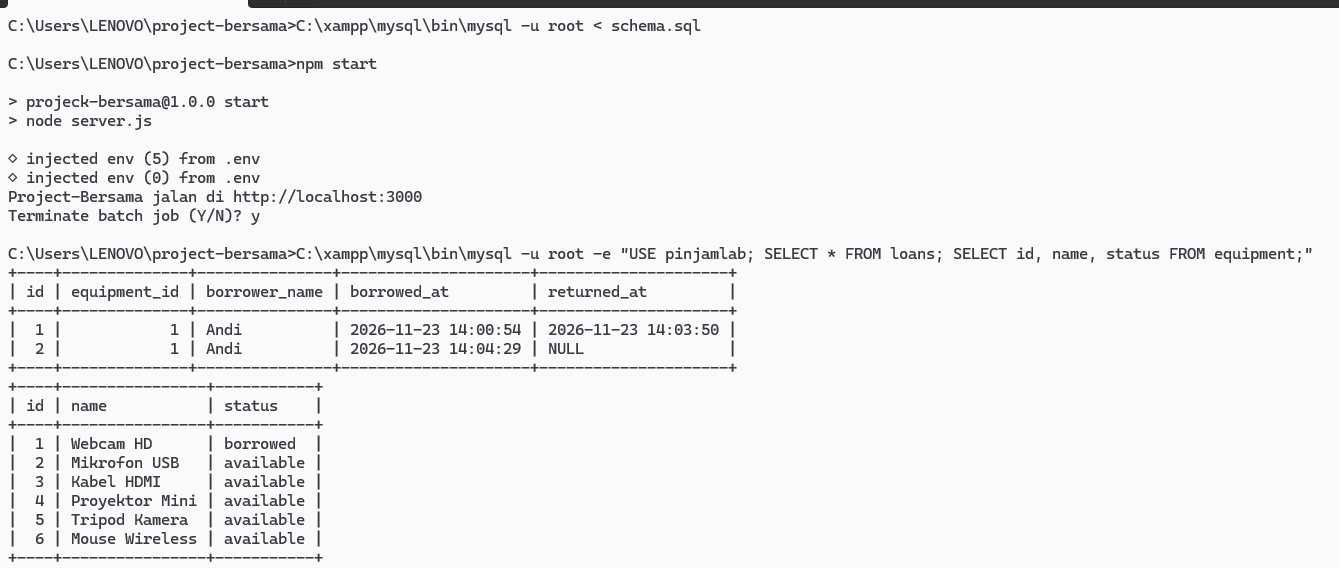 C:\Users\LENOVO\project-bersama>C:\xampp\mysql\bin\mysql -u root < schema.sql
C:\Users\LENOVO\project-bersama>npm start
> projeck-bersama@1.0.0 start
> node server.js
◇ injected env (5) from .env
◇ injected env (0) from .env
Project-Bersama jalan di http://localhost:3000
Terminate batch job (Y/N)? y
C:\Users\LENOVO\project-bersama>C:\xampp\mysql\bin\mysql -u root -e "USE pinjamlab; SELECT * FROM loans; SELECT id, name, status FROM equipment;"
+----+--------------+---------------+---------------------+---------------------+
| id | equipment_id | borrower_name | borrowed_at         | returned_at         |
+----+--------------+---------------+---------------------+---------------------+
|  1 |            1 | Andi          | 2026-11-23 14:00:54 | 2026-11-23 14:03:50 |
|  2 |            1 | Andi          | 2026-11-23 14:04:29 | NULL                |
+----+--------------+---------------+---------------------+---------------------+
+----+----------------+-----------+
| id | name           | status    |
+----+----------------+-----------+
|  1 | Webcam HD      | borrowed  |
|  2 | Mikrofon USB   | available |
|  3 | Kabel HDMI     | available |
|  4 | Proyektor Mini | available |
|  5 | Tripod Kamera  | available |
|  6 | Mouse Wireless | available |
+----+----------------+-----------+